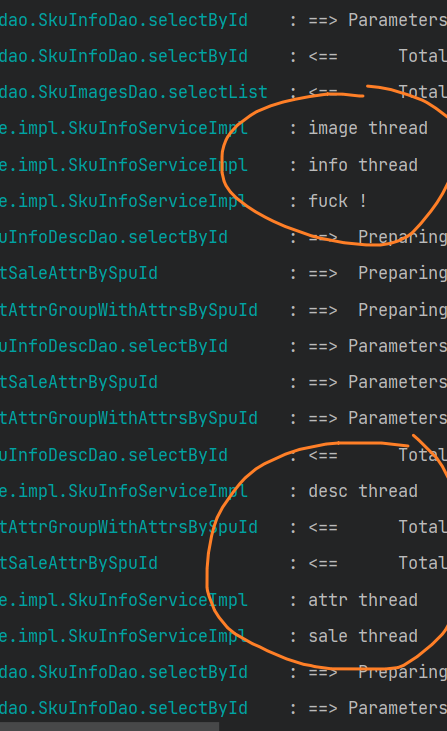 dao.SkuInfoDao.selectById : ==> Parameters
dao.SkuInfoDao.selectById : <== Total
dao.SkuImagesDao.selectList : <== Total
e.impl.SkuInfoServiceImpl : image thread
e.impl.SkuInfoServiceImpl : info thread
e.impl.SkuInfoServiceImpl : fuck !
uInfoDescDao.selectById : ==> Preparing
tSaleAttrBySpuId : ==> Preparing
tAttrGroupWithAttrsBySpuId : ==> Preparing
uInfoDescDao.selectById : ==> Parameters
tSaleAttrBySpuId : ==> Parameters
tAttrGroupWithAttrsBySpuId : ==> Parameters
uInfoDescDao.selectById : <== Total
e.impl.SkuInfoServiceImpl : desc thread
tAttrGroupWithAttrsBySpuId : <== Total
tSaleAttrBySpuId : <== Total
e.impl.SkuInfoServiceImpl : attr thread
e.impl.SkuInfoServiceImpl : sale thread
dao.SkuInfoDao.selectById : ==> Preparing
dao.SkuInfoDao.selectById : ==> Parameters